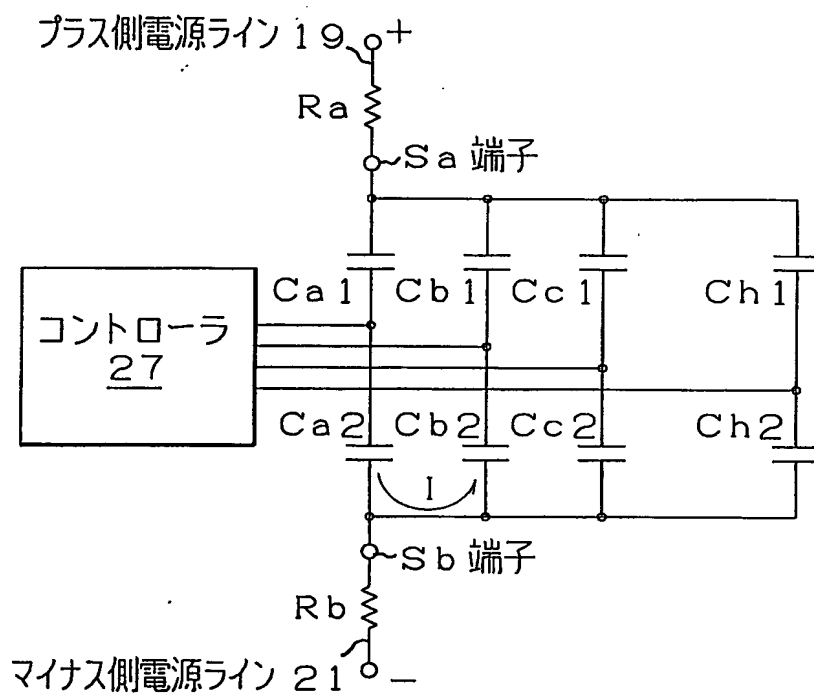 プラス側電源ライン 19 +
Ra
Sa 端子
Ca1 Cb1 Cc1 Ch1
コントローラ
27
Ca2 Cb2 Cc2 Ch2
I
Sb 端子
Rb
マイナス側電源ライン 21 −